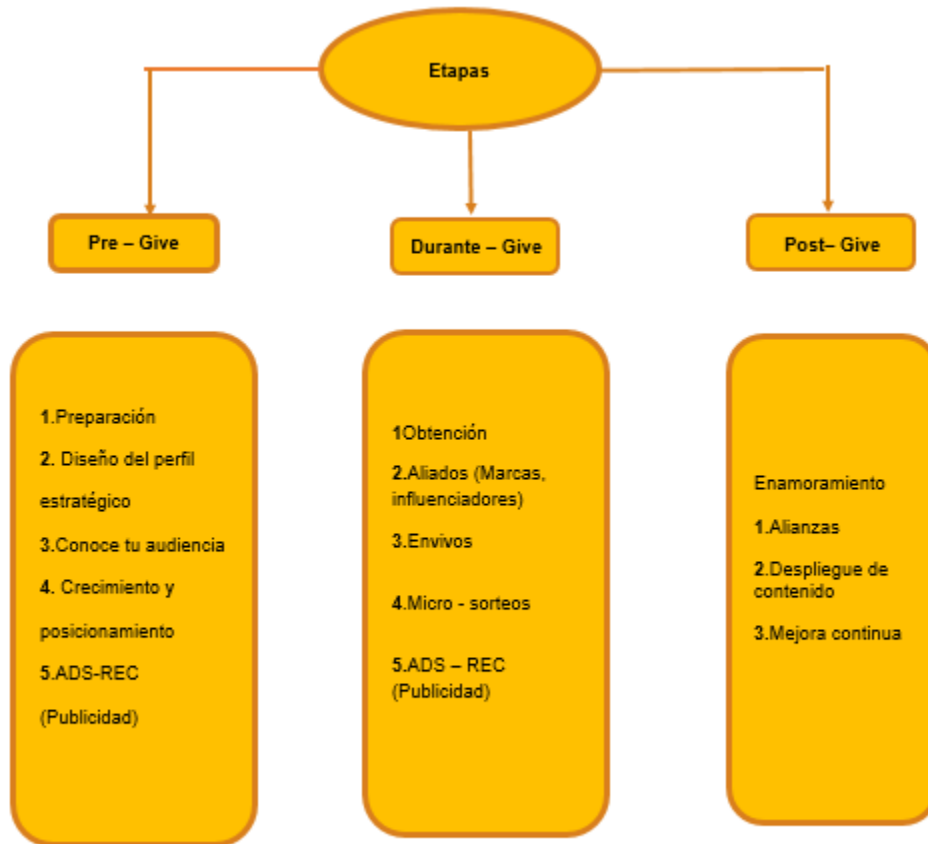 Etapas
Pre – Give
Durante – Give
Post– Give
1.Preparación
2. Diseño del perfil
estratégico
3.Conoce tu audiencia
4. Crecimiento y
posicionamiento
5.ADS-REC
(Publicidad)
1Obtención
2.Aliados (Marcas,
influenciadores)
3.Envivos
4.Micro - sorteos
5.ADS – REC
(Publicidad)
Enamoramiento
1.Alianzas
2.Despliegue de
contenido
3.Mejora continua